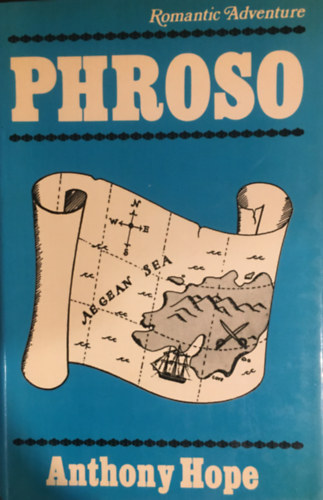 Romantic Adventure
PHROSO
N
W E
S
AEGEAN SEA
Anthony Hope